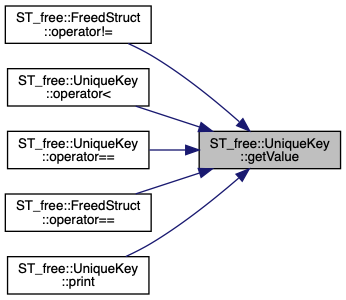 ST_free::FreedStruct
::operator!=
ST_free::UniqueKey
::operator<
ST_free::UniqueKey
::operator==
ST_free::FreedStruct
::operator==
ST_free::UniqueKey
::print
ST_free::UniqueKey
::getValue